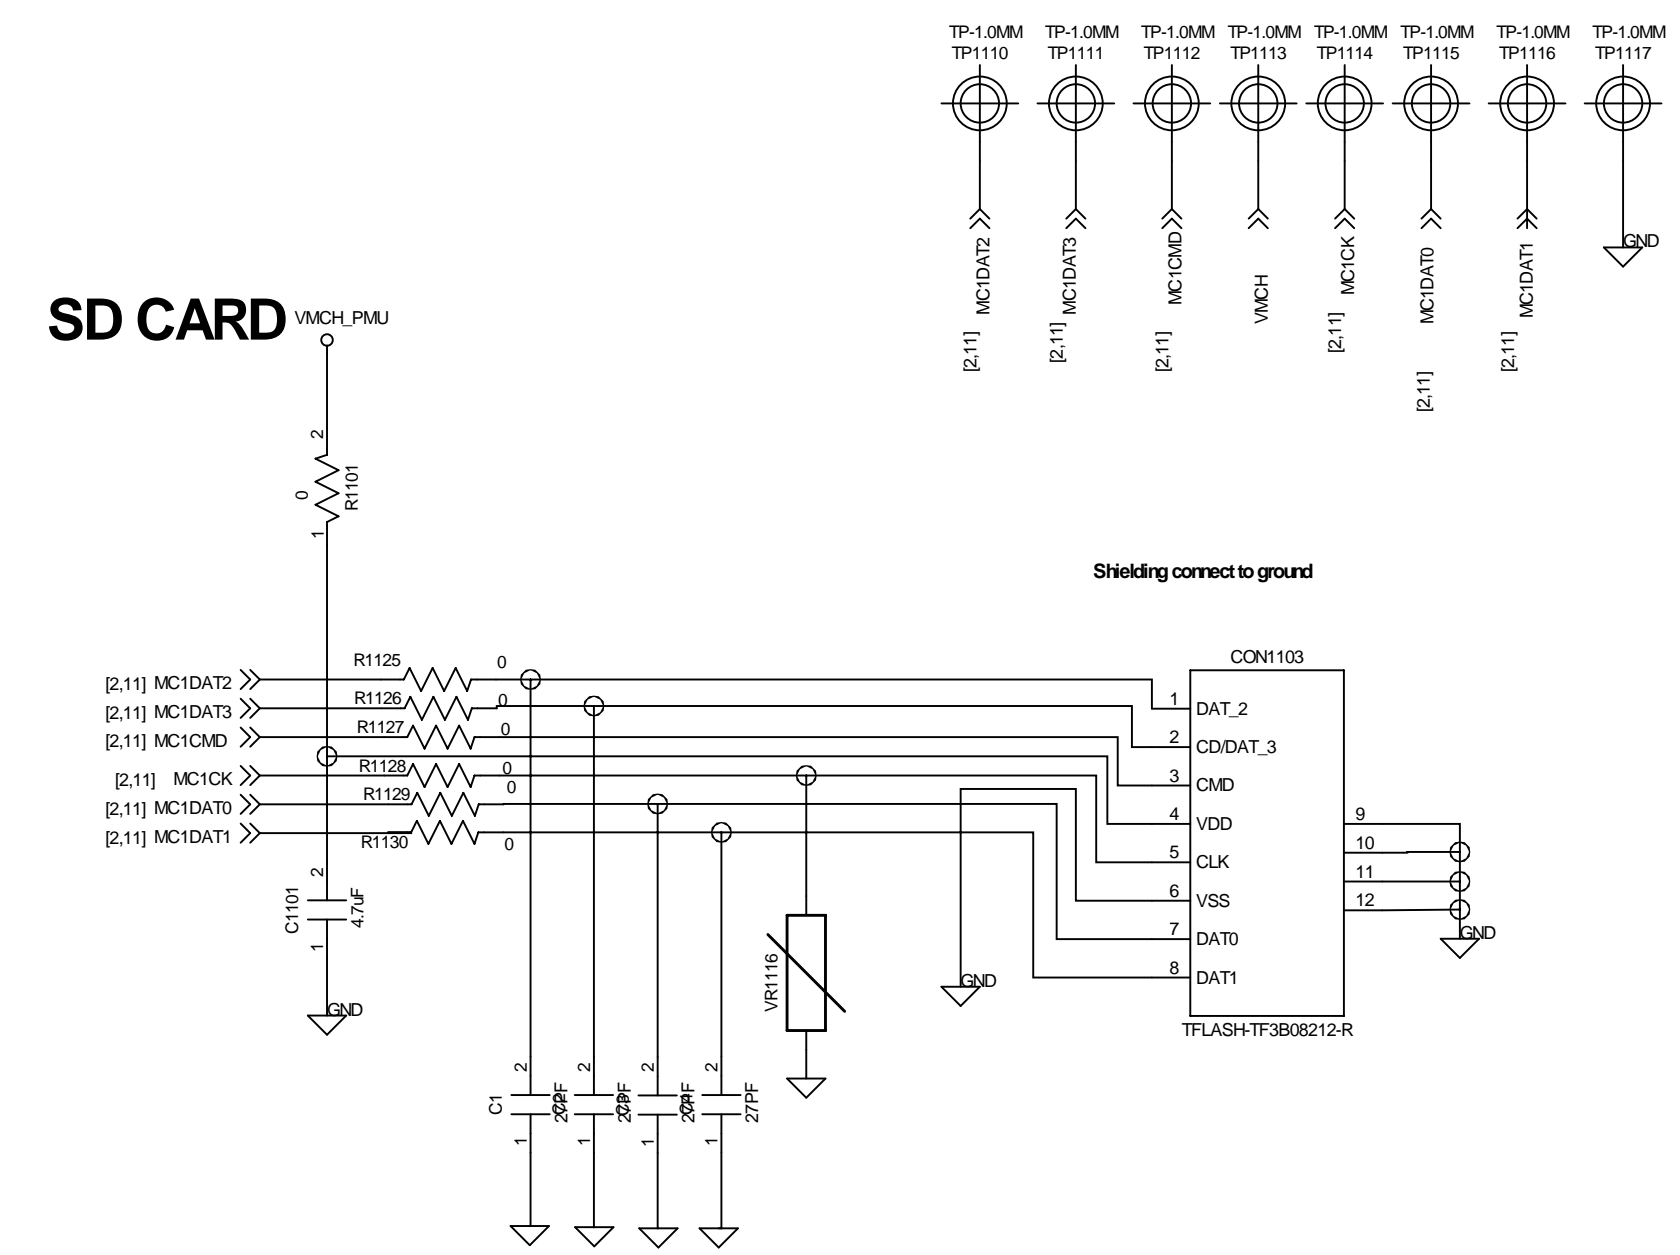 TP-1.0MM TP-1.0MM TP-1.0MM TP-1.0MM TP-1.0MM TP-1.0MM TP-1.0MM TP-1.0MM
TP1110 TP1111 TP1112 TP1113 TP1114 TP1115 TP1116 TP1117
[2,11] MC1DAT2
[2,11] MC1DAT3
[2,11] MC1CMD
VMCH
[2,11] MC1CK
[2,11] MC1DAT0
[2,11] MC1DAT1
GND
SD CARD
VMCH_PMU
2
0
R1101
1
Shielding connect to ground
CON1103
[2,11] MC1DAT2
R1125
0
[2,11] MC1DAT3
R1126
0
[2,11] MC1CMD
R1127
0
[2,11] MC1CK
R1128
0
[2,11] MC1DAT0
R1129
0
[2,11] MC1DAT1
R1130
0
1 DAT_2
2 CD/DAT_3
3 CMD
4 VDD
5 CLK
6 VSS
7 DAT0
8 DAT1
9
10
11
12
GND
GND
TFLASH-TF3B08212-R
2
C1101
4.7uF
1
GND
VR1116
2
C1
1
27PF
2
C2
1
27PF
2
C3
1
27PF
2
C4
1
27PF